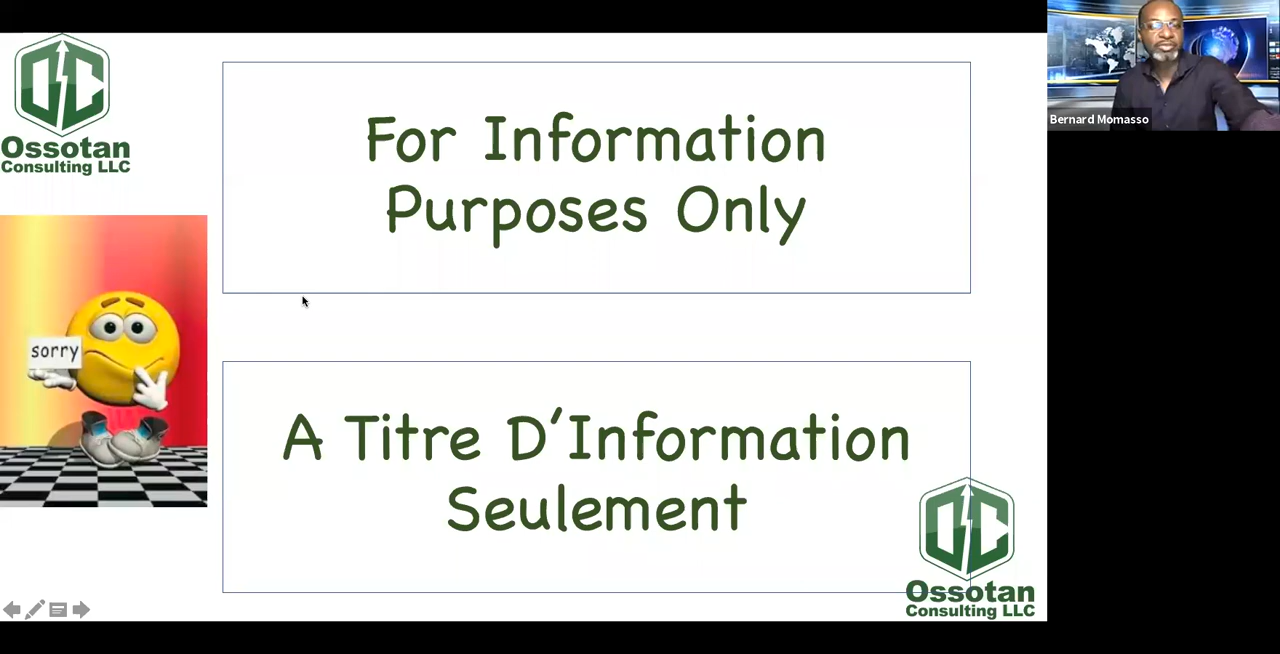 Ossotan
Consulting LLC
For Information
Purposes Only
Bernard Momasso
sorry
A Titre D'Information
Seulement
Ossotan
Consulting LLC